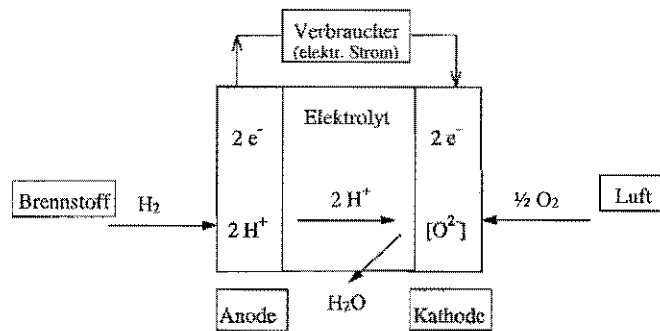 Verbraucher
(elektr. Strom)
Elektrolyt
2 e⁻
2 e⁻
Brennstoff
H₂
2 H⁺
2 H⁺
[O²⁻]
½ O₂
Luft
H₂O
Anode
Kathode